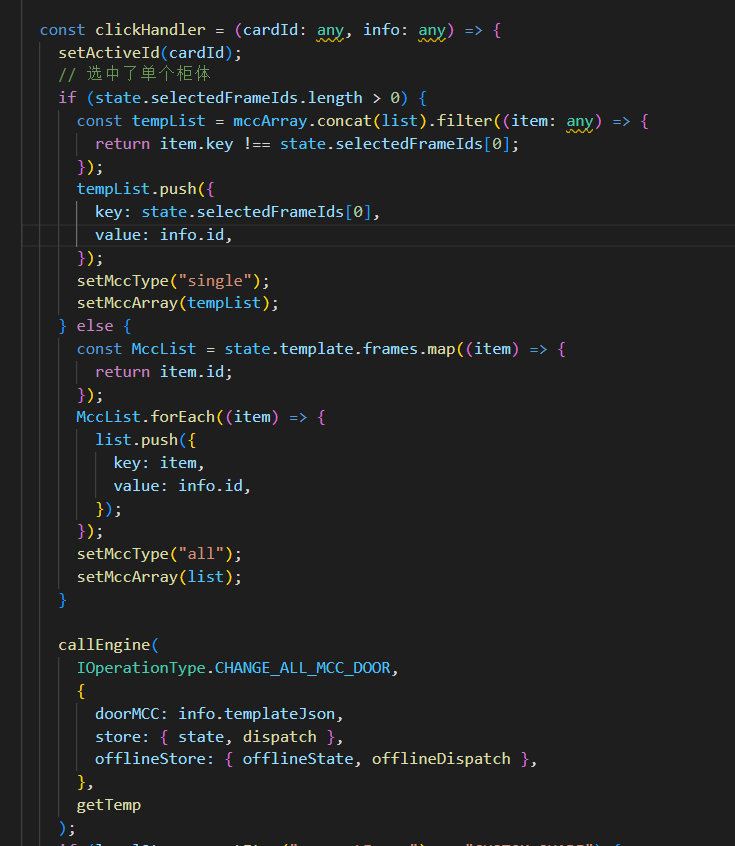 const clickHandler = (cardId: any, info: any) => {
setActiveId(cardId);
// 选中了单个柜体
if (state.selectedFrameIds.length > 0) {
const tempList = mccArray.concat(list).filter((item: any) => {
return item.key !== state.selectedFrameIds[0];
});
tempList.push({
key: state.selectedFrameIds[0],
value: info.id,
});
setMccType("single");
setMccArray(tempList);
} else {
const MccList = state.template.frames.map((item) => {
return item.id;
});
MccList.forEach((item) => {
list.push({
key: item,
value: info.id,
});
});
setMccType("all");
setMccArray(list);
}
callEngine(
IOperationType.CHANGE_ALL_MCC_DOOR,
{
doorMCC: info.templateJson,
store: { state, dispatch },
offlineStore: { offlineState, offlineDispatch },
},
getTemp
);